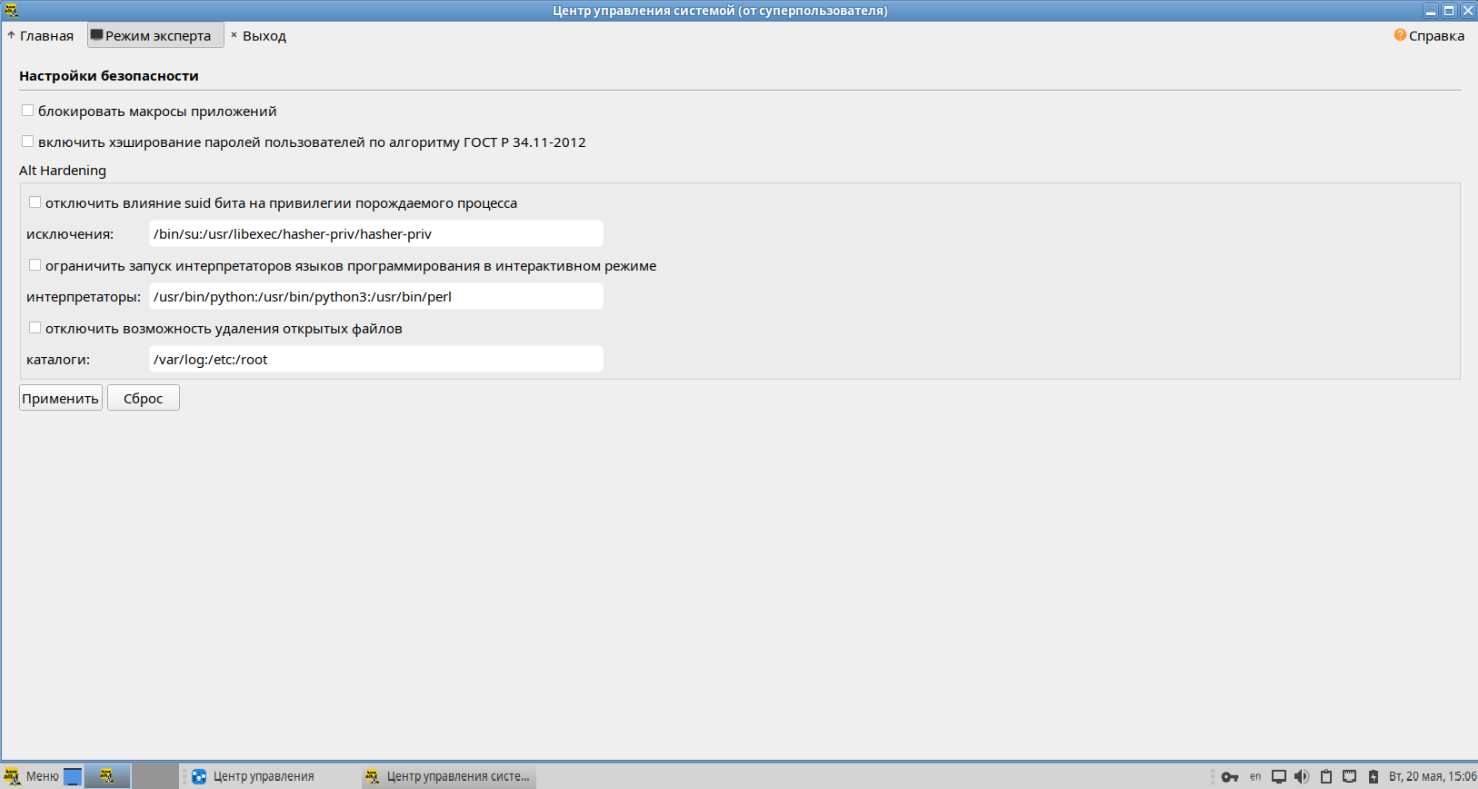 Центр управления системой (от суперпользователя)
Главная Режим эксперта Выход Справка
Настройки безопасности
блокировать макросы приложений
включить хэширование паролей пользователей по алгоритму ГОСТ Р 34.11-2012
Alt Hardening
отключить влияние suid бита на привилегии порождаемого процесса
исключения: /bin/su:/usr/libexec/hasher-priv/hasher-priv
ограничить запуск интерпретаторов языков программирования в интерактивном режиме
интерпретаторы: /usr/bin/python:/usr/bin/python3:/usr/bin/perl
отключить возможность удаления открытых файлов
каталоги: /var/log:/etc:/root
Применить Сброс
Меню Центр управления Центр управления систе... en Вт, 20 мая, 15:06